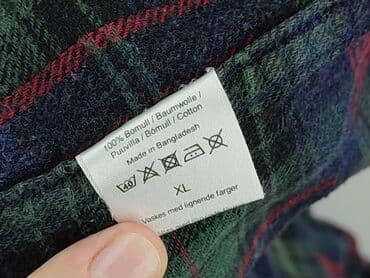 100% Bomull / Baumwolle /
Puuvilla / Bómull / Cotton
Made in Bangladesh
40
XL
Vaskes med lignende farger